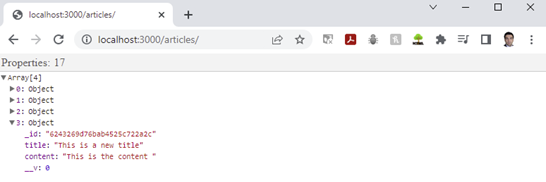 localhost:3000/articles/
localhost:3000/articles/
Properties: 17
▼Array[4]
▶0: Object
▶1: Object
▶2: Object
▼3: Object
_id: "6243269d76bab4525c722a2c"
title: "This is a new title"
content: "This is the content "
__v: 0